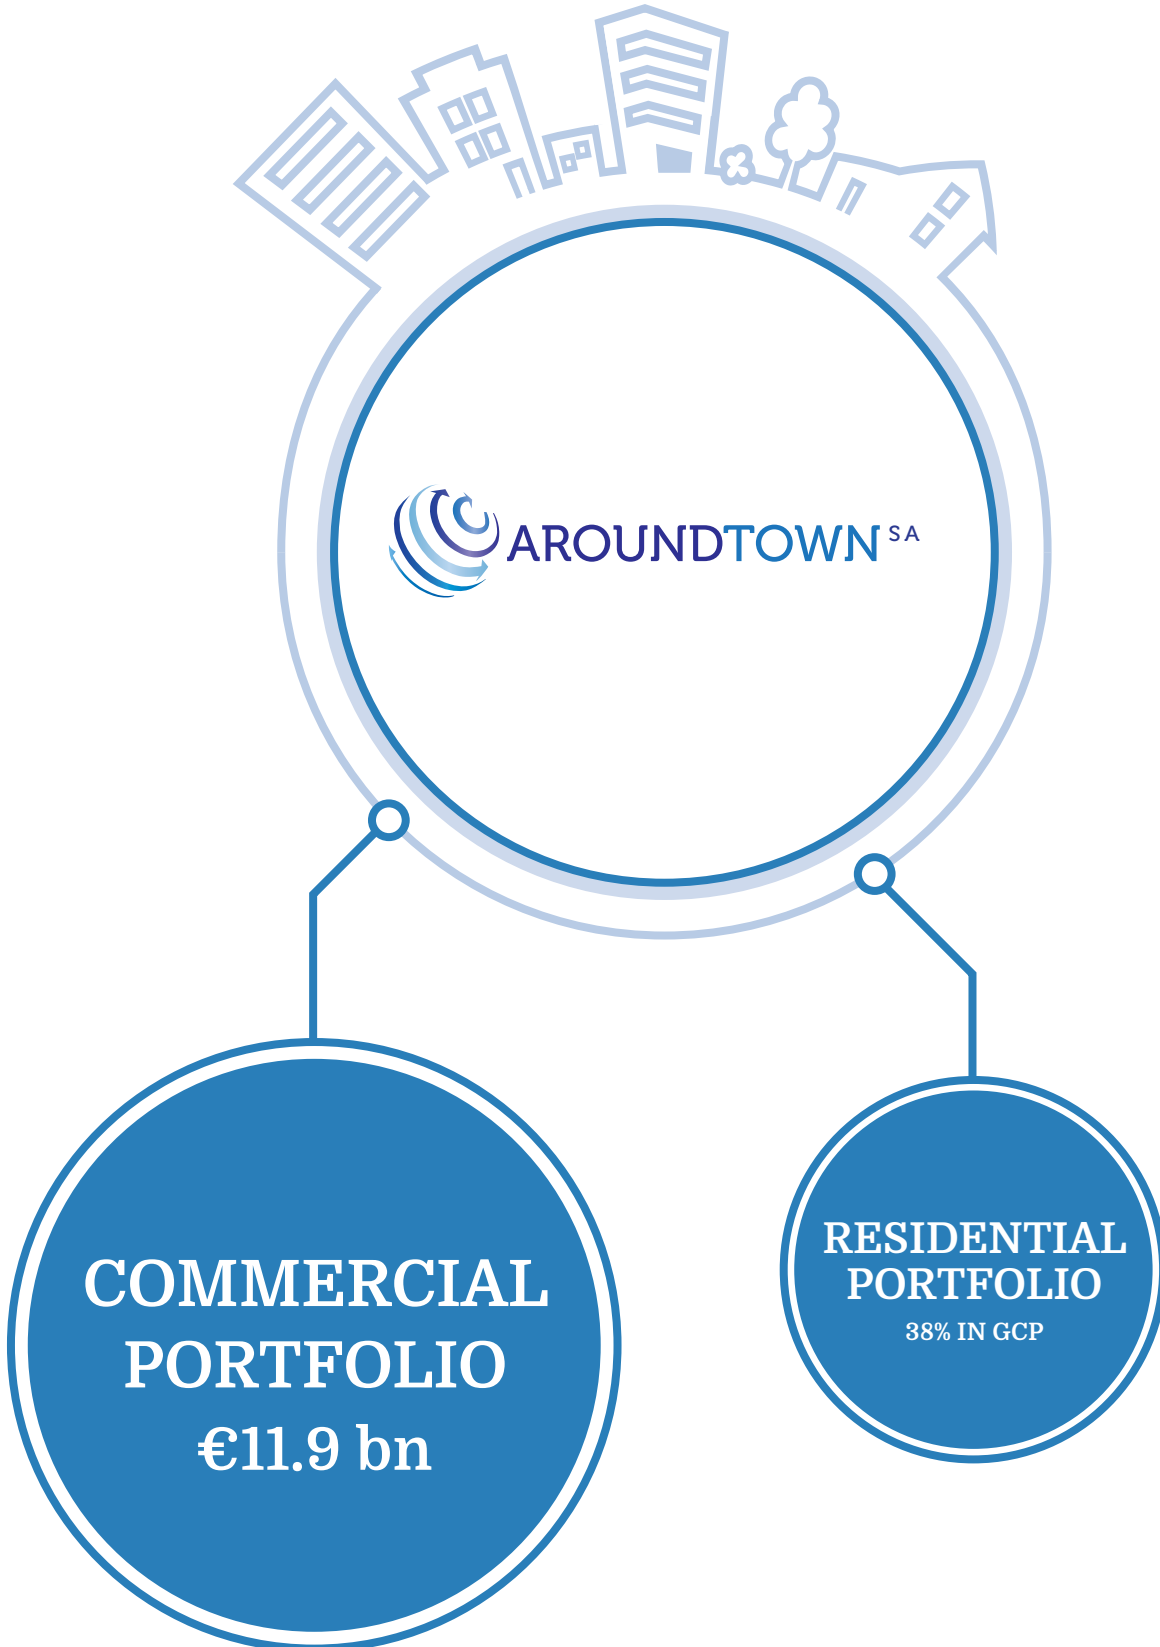 AROUNDTOWN SA
COMMERCIAL
PORTFOLIO
€11.9 bn
RESIDENTIAL
PORTFOLIO
38% IN GCP